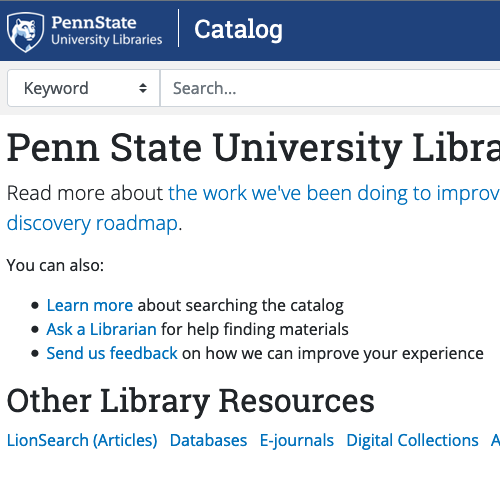 PennState
University Libraries
Catalog
Keyword
Search...
Penn State University Libra
Read more about the work we've been doing to improv
discovery roadmap.
You can also:
Learn more about searching the catalog
Ask a Librarian for help finding materials
Send us feedback on how we can improve your experience
Other Library Resources
LionSearch (Articles) Databases E-journals Digital Collections A